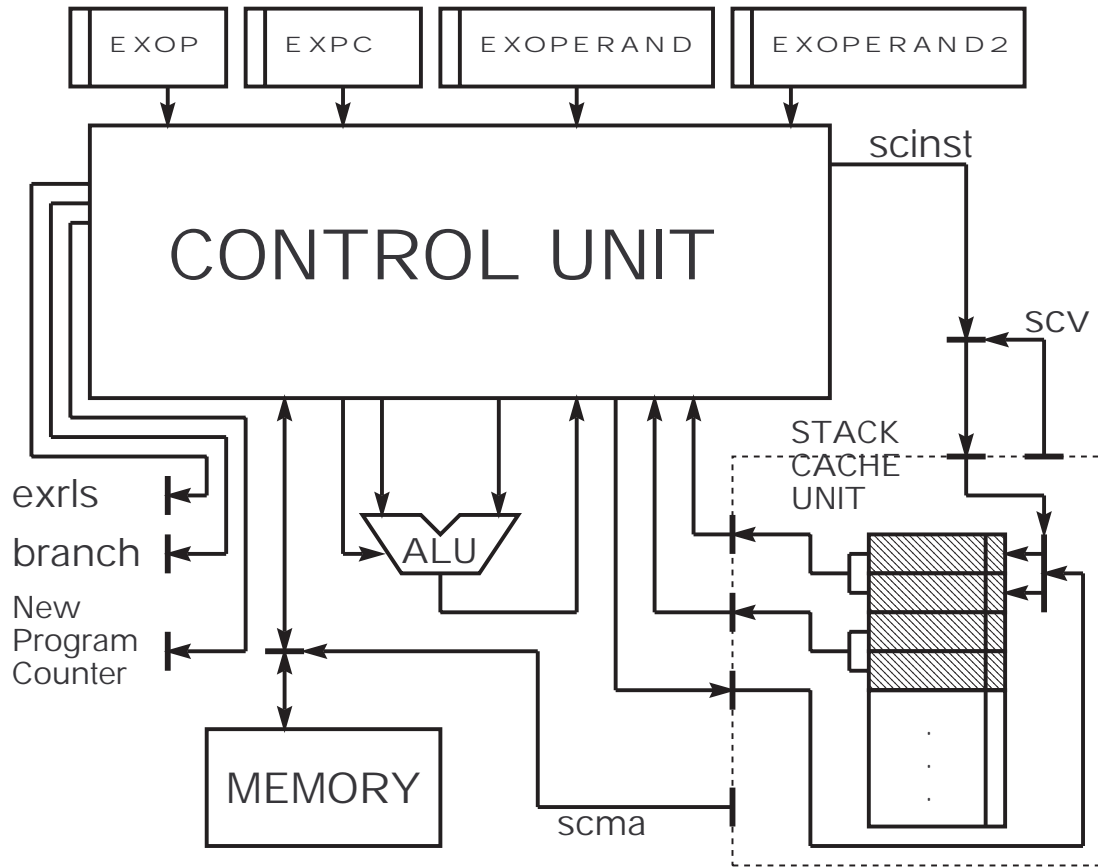 EXOP
EXPC
EXOPERAND
EXOPERAND2
scinst
CONTROL UNIT
scv
STACK
CACHE
UNIT
exrls
branch
ALU
New
Program
Counter
MEMORY
scma